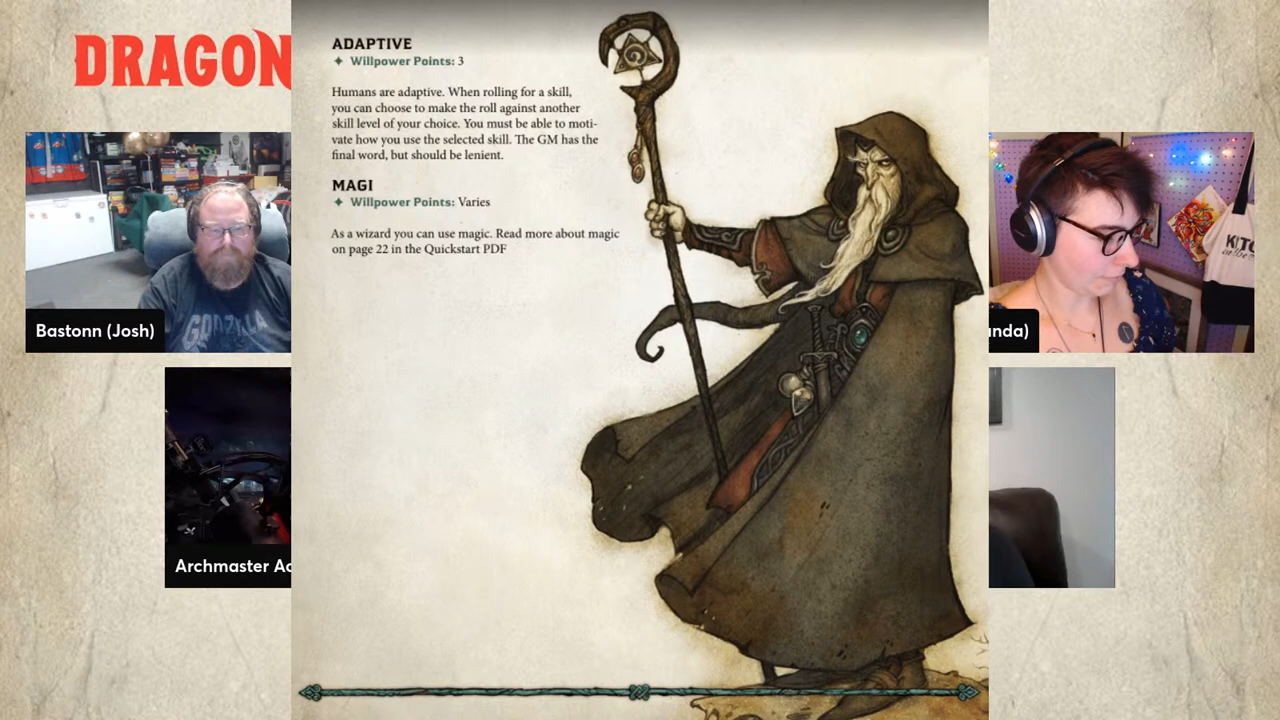 DRAGON
ADAPTIVE
✦ Willpower Points: 3
Humans are adaptive. When rolling for a skill,
you can choose to make the roll against another
skill level of your choice. You must be able to moti-
vate how you use the selected skill. The GM has the
final word, but should be lenient.
MAGI
✦ Willpower Points: Varies
As a wizard you can use magic. Read more about magic
on page 22 in the Quickstart PDF
GODZILLA
Bastonn (Josh)
KITC
nda)
Archmaster Ac